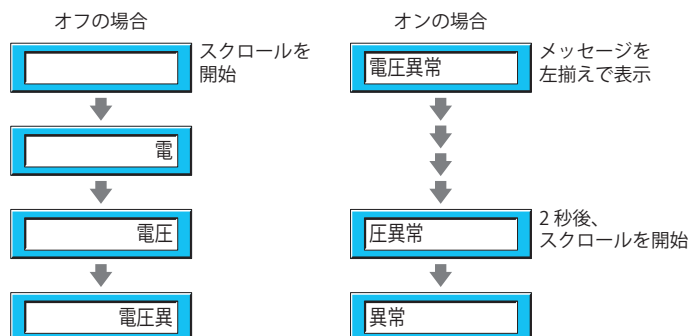 オフの場合
スクロールを
開始
電
電圧
電圧異
オンの場合
電圧異常
メッセージを
左揃えで表示
圧異常
2 秒後、
スクロールを開始
異常